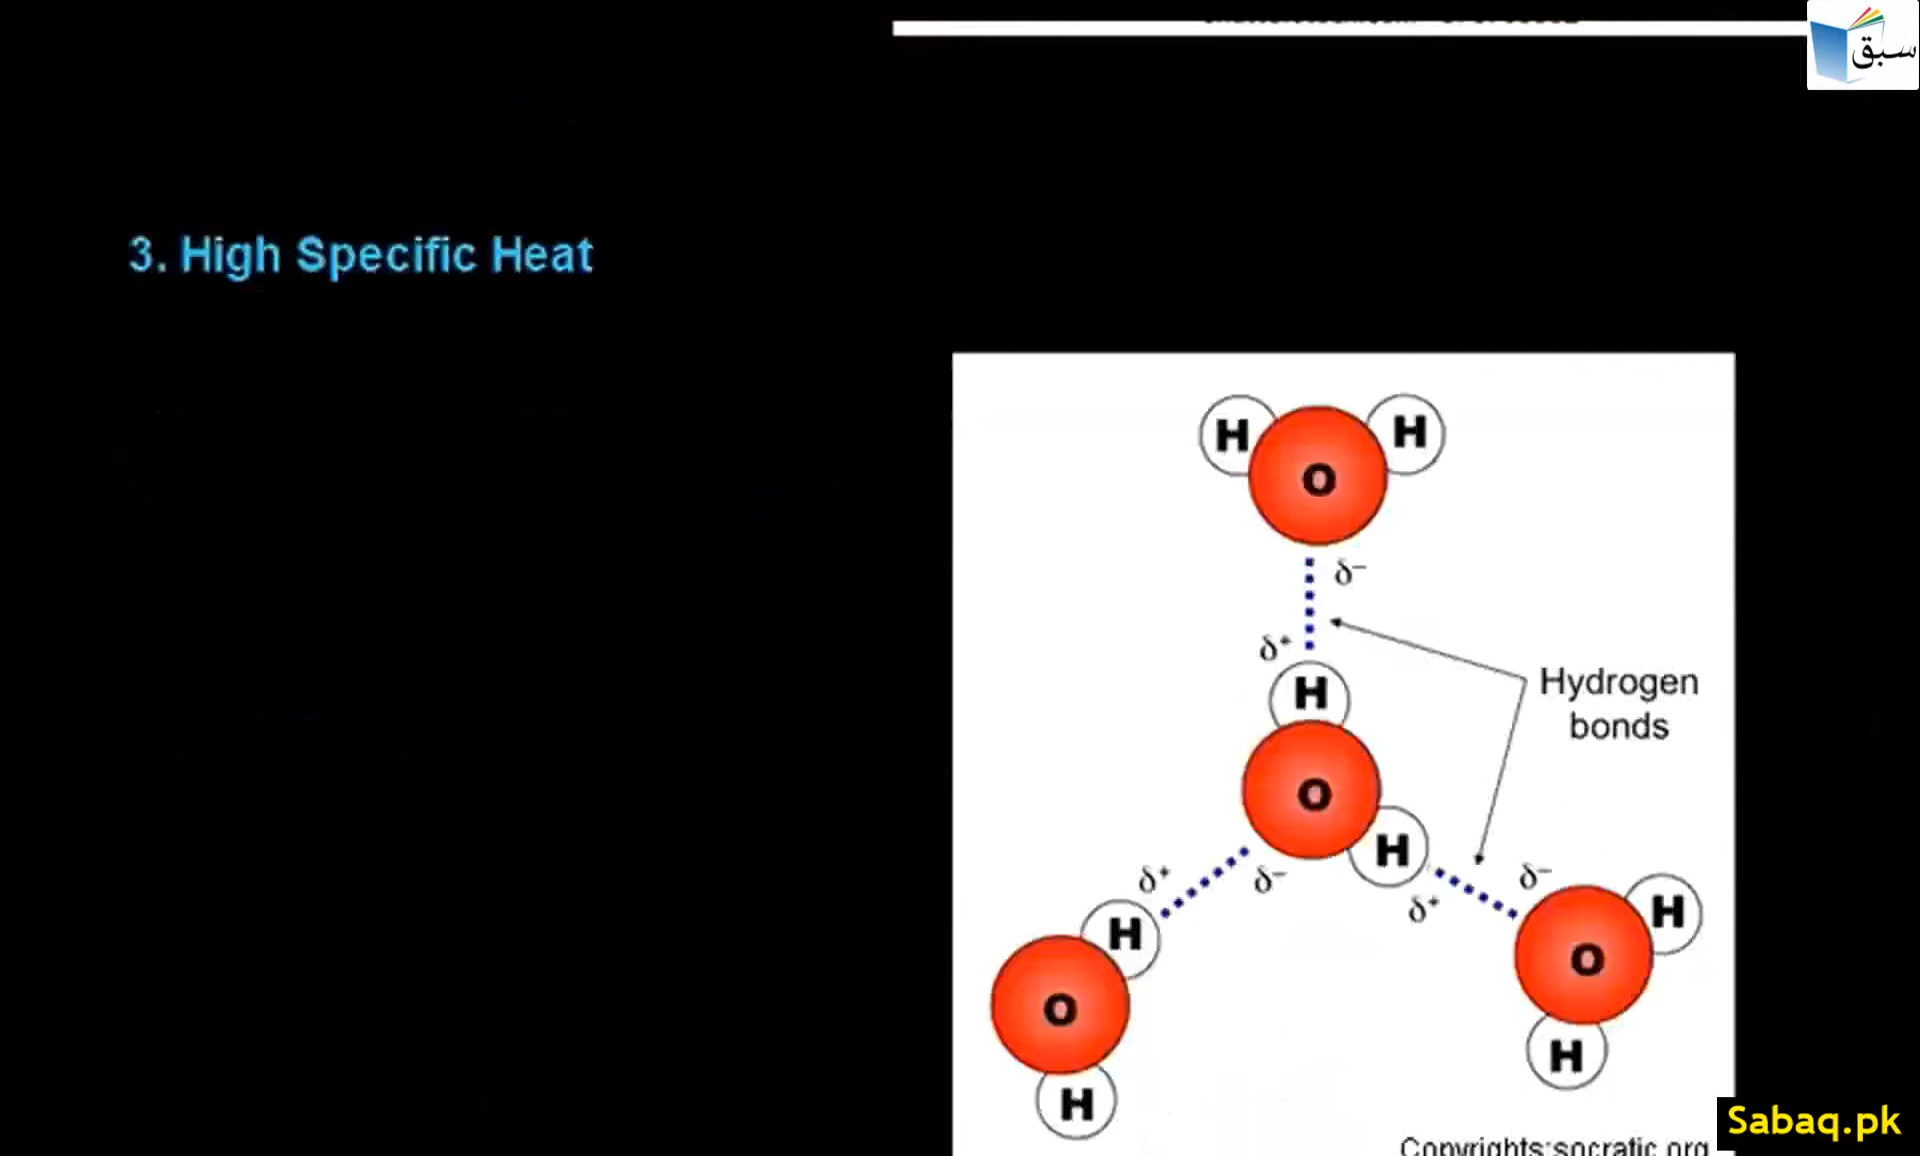 سبق
3. High Specific Heat
H
H
O
δ⁻
δ⁺
H
Hydrogen
bonds
O
H
δ⁺
δ⁻
δ⁺
δ⁻
H
O
H
O
H
H
Copyrights:socratic.org
Sabaq.pk